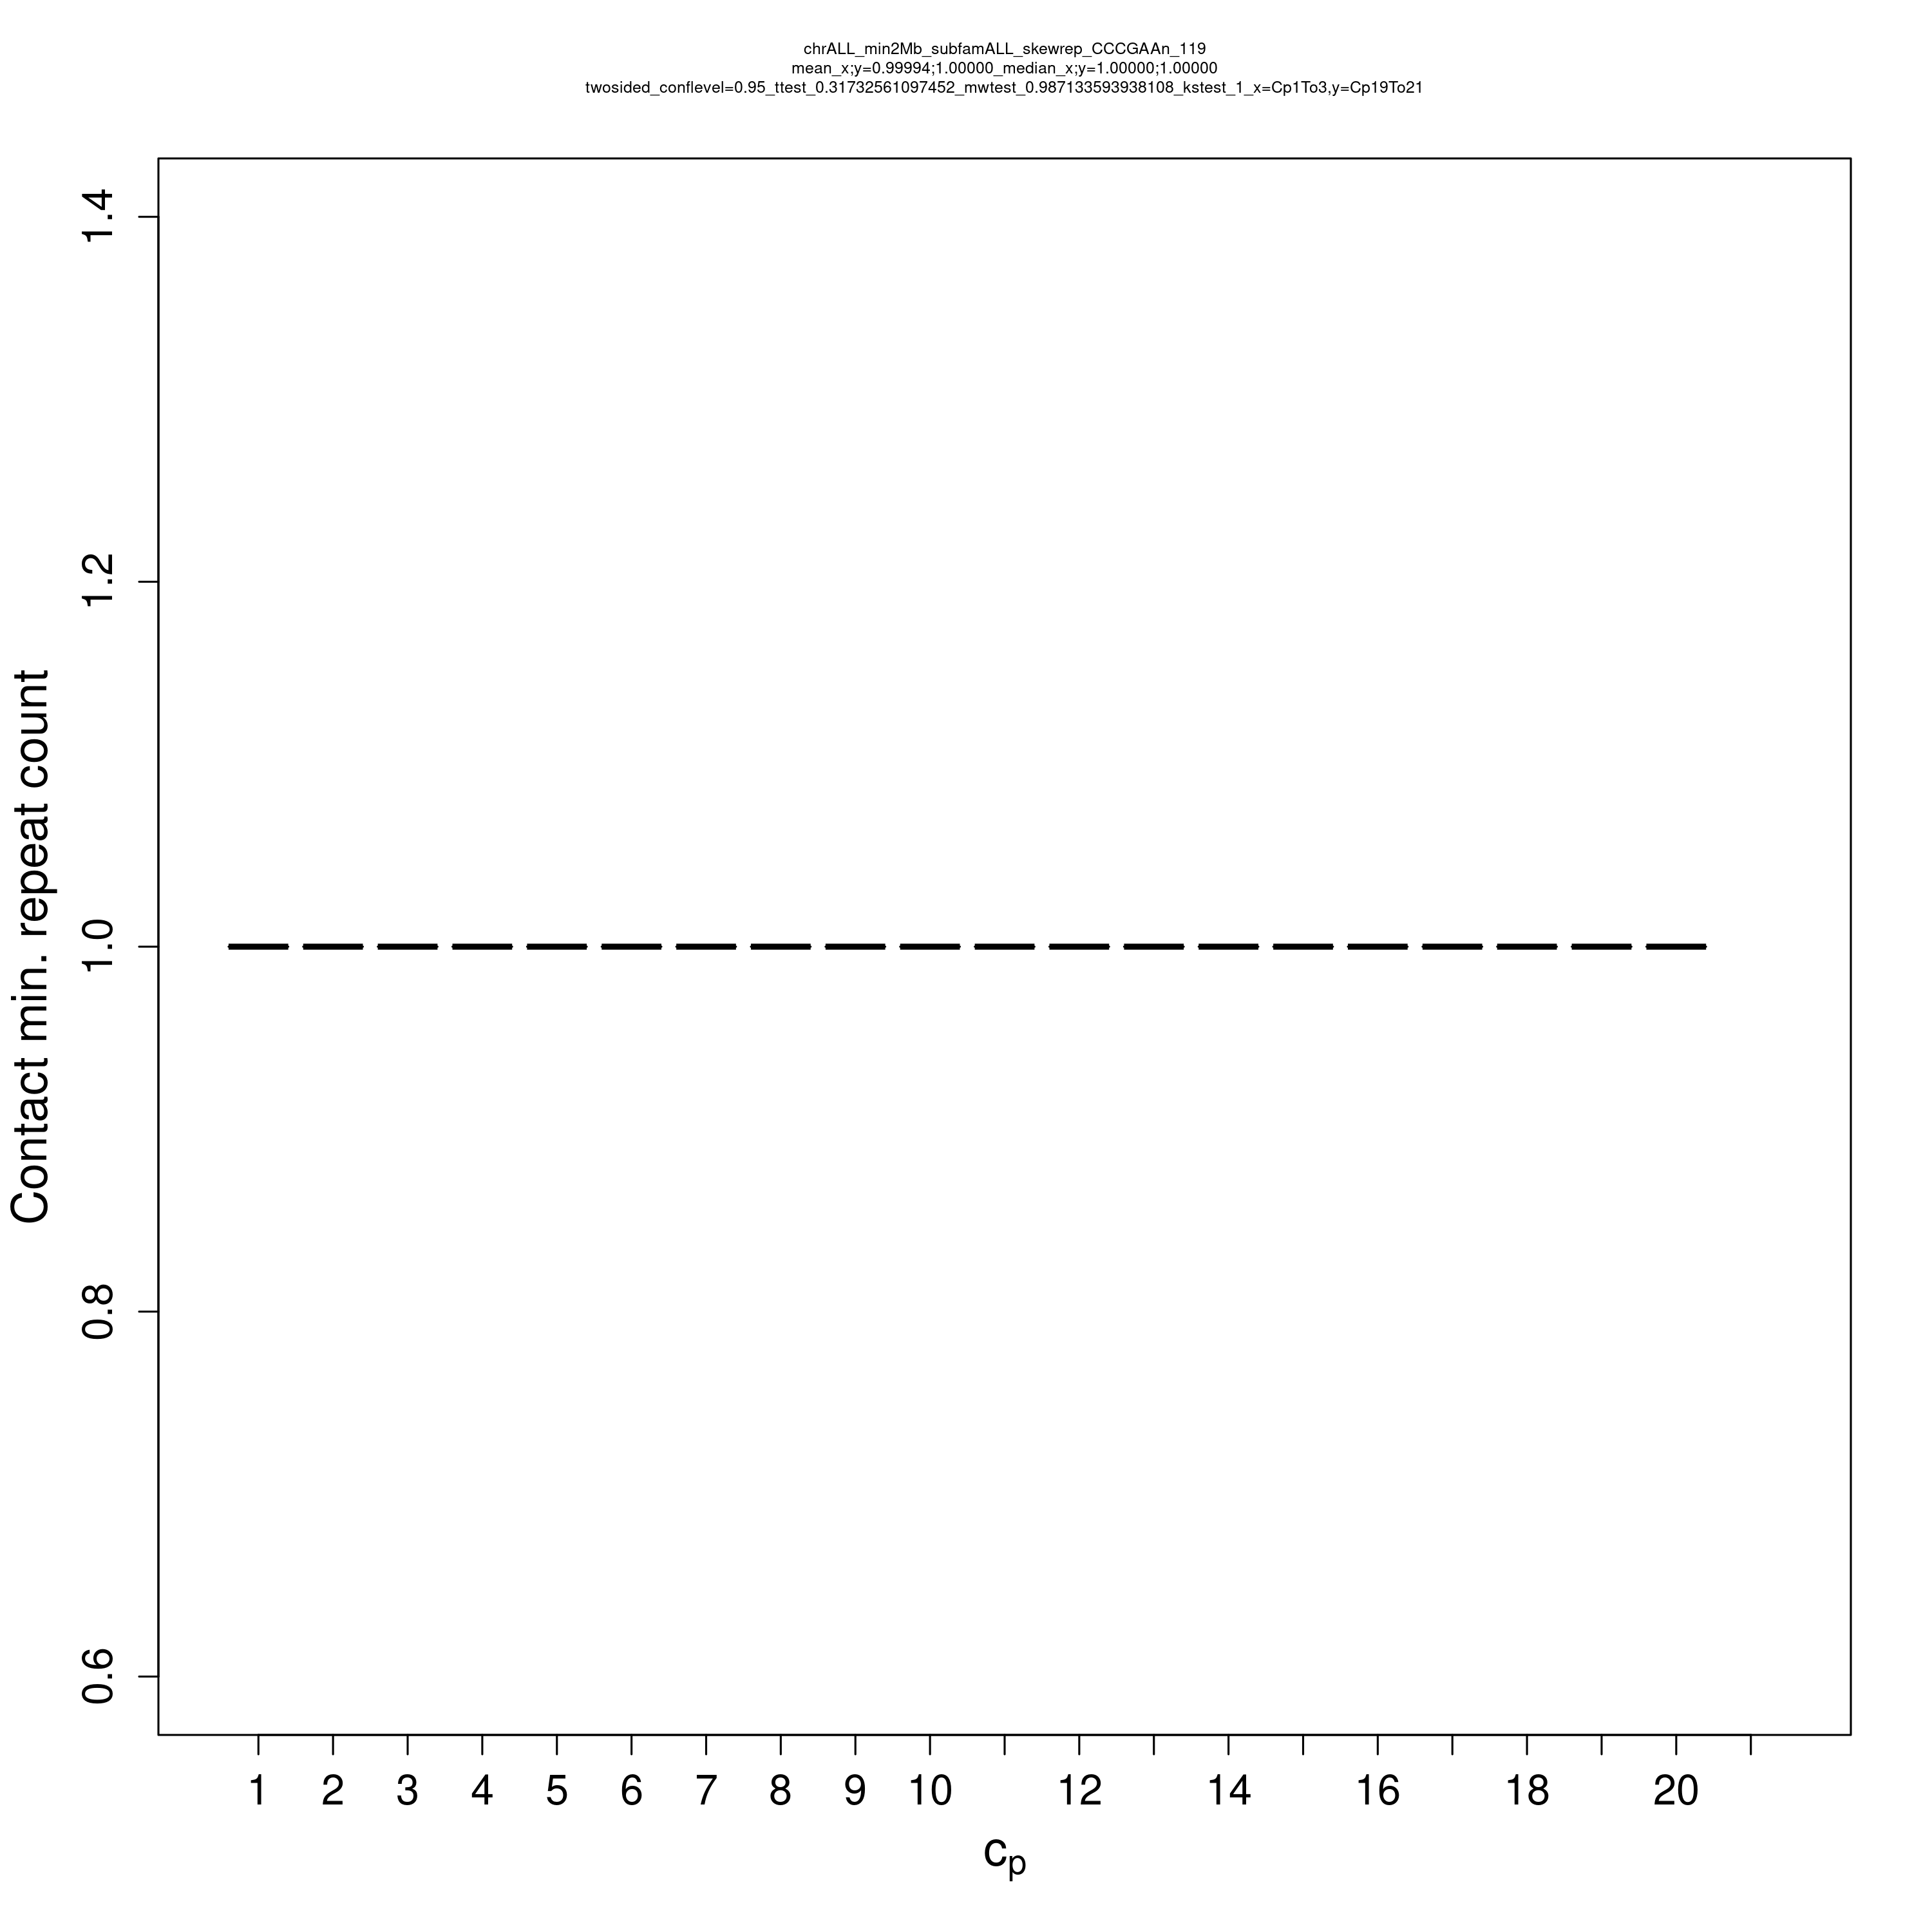 chrALL_min2Mb_subfamALL_skewrep_CCCGAAn_119
mean_x;y=0.99994;1.00000_median_x;y=1.00000;1.00000
twosided_conflevel=0.95_ttest_0.31732561097452_mwtest_0.987133593938108_kstest_1_x=Cp1To3,y=Cp19To21
1.4
1.2
1.0
0.8
0.6
Contact min. repeat count
1 2 3 4 5 6 7 8 9 10 12 14 16 18 20
cp